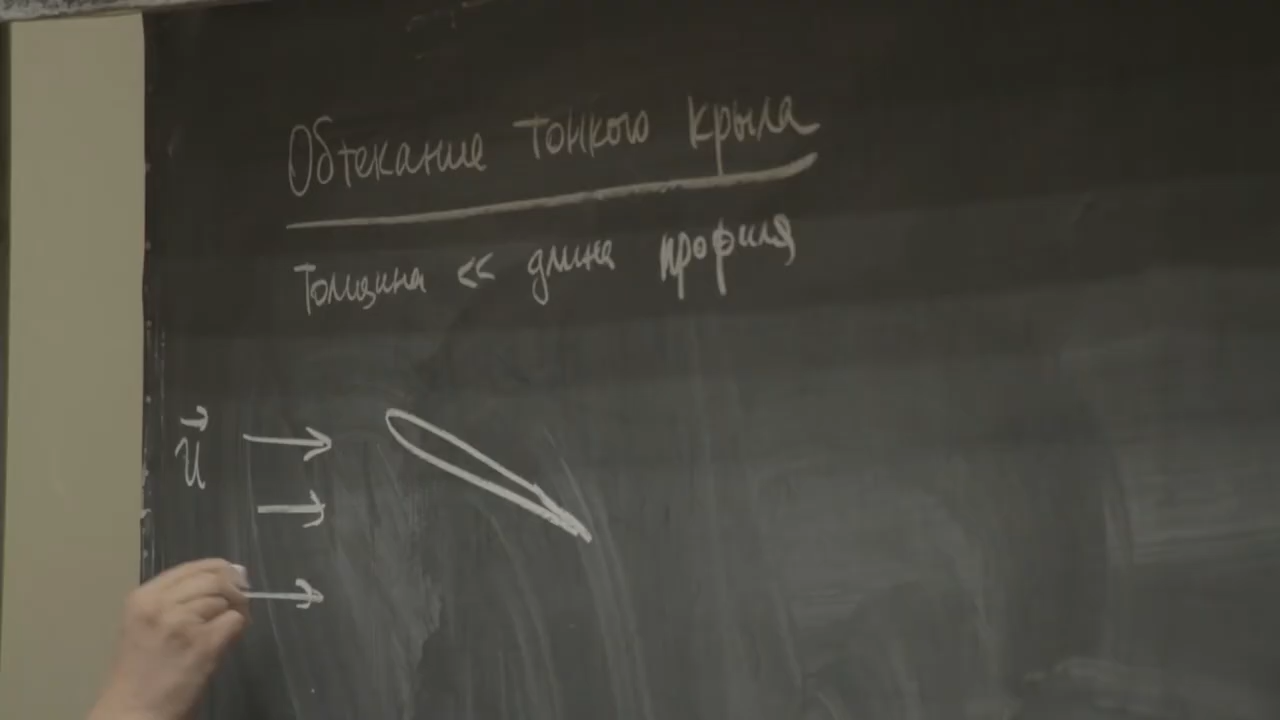 Обтекание тонкого крыла
Толщина << длина профиля
u⃗